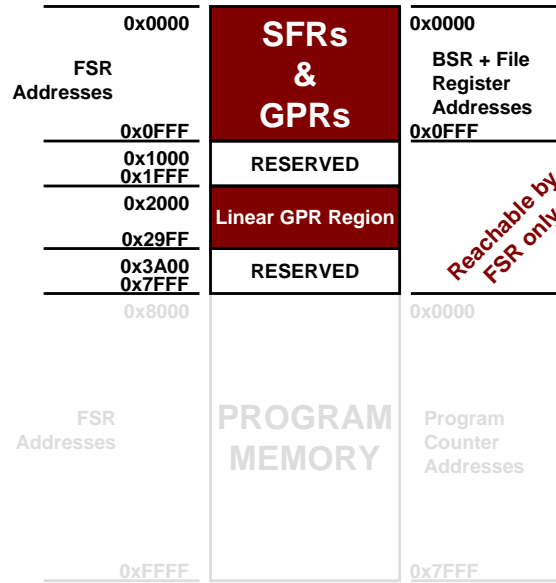 0x0000
FSR
Addresses
0x0FFF
0x1000
0x1FFF
0x2000
0x29FF
0x3A00
0x7FFF
0x8000
FSR
Addresses
0xFFFF
SFRs
&
GPRs
RESERVED
Linear GPR Region
RESERVED
PROGRAM
MEMORY
0x0000
BSR + File
Register
Addresses
0x0FFF
Reachable by
FSR only
0x0000
Program
Counter
Addresses
0x7FFF